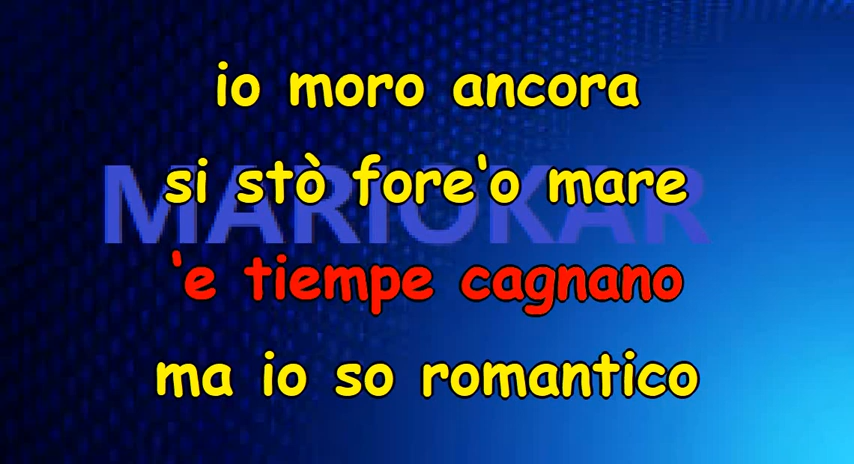 io moro ancora
si stò fore‘o mare
MARIOKAR
‘e tiempe cagnano
ma io so romantico